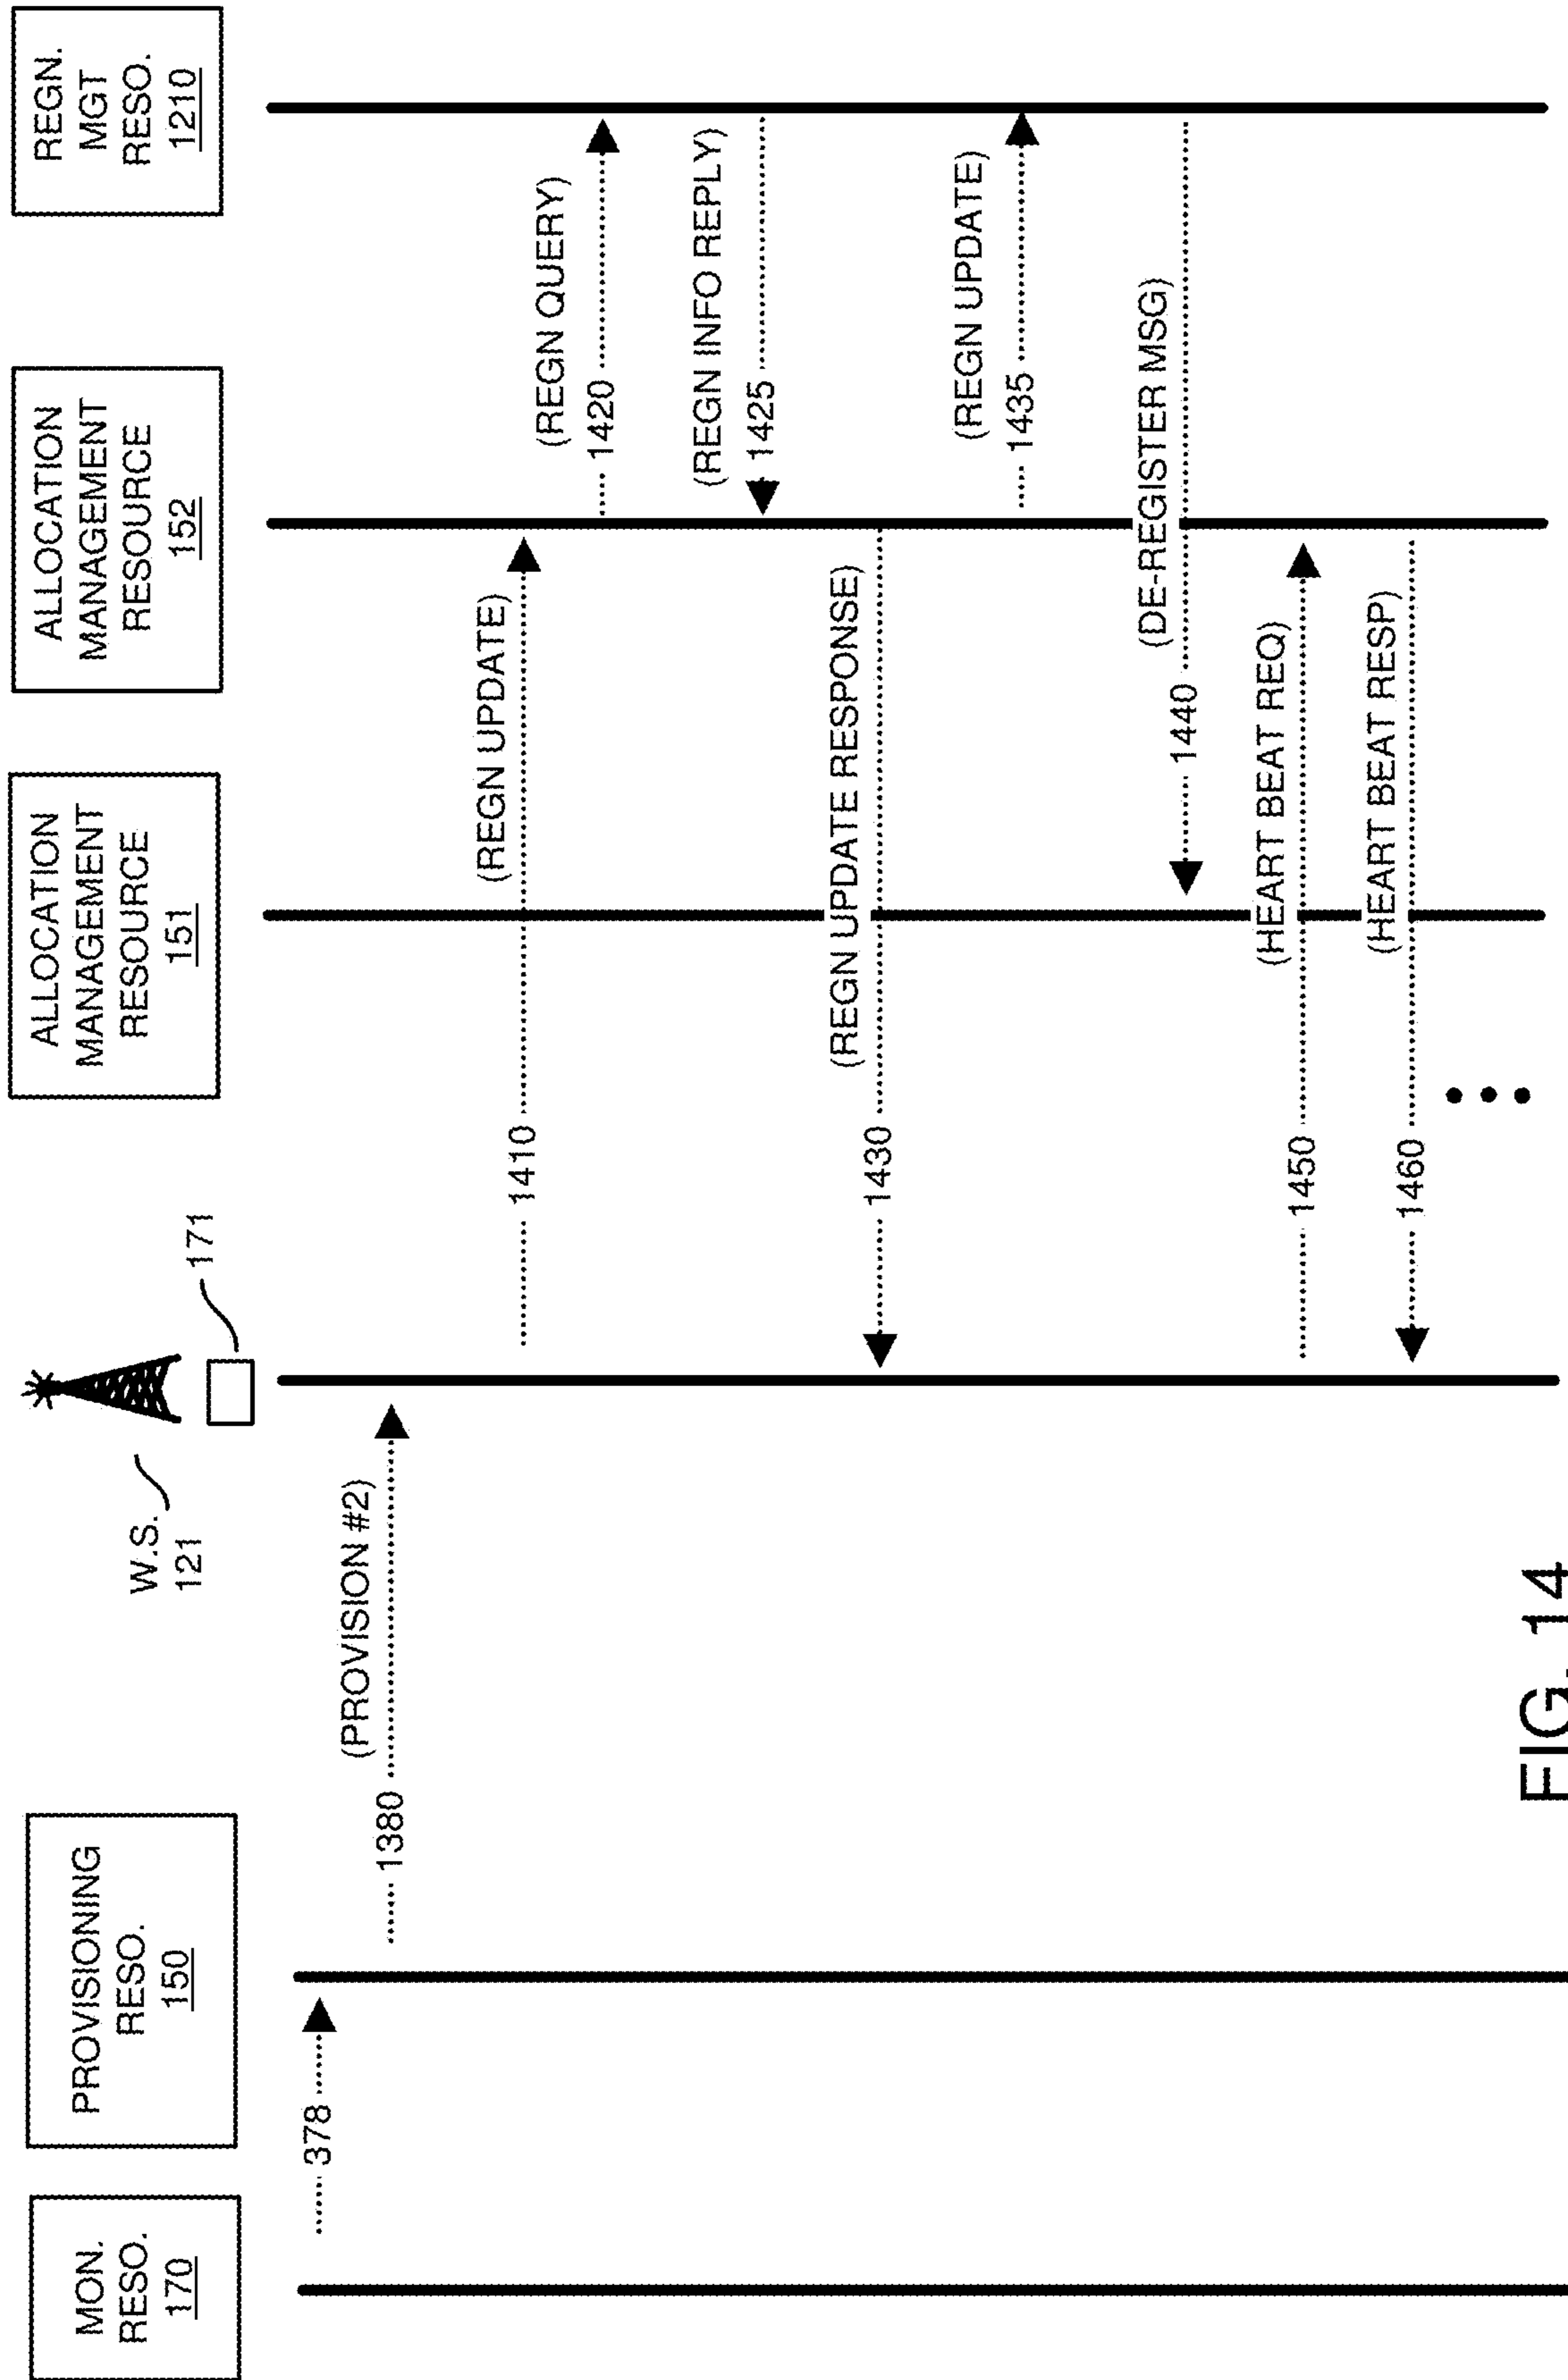 MON.
RESO.
170
PROVISIONING
RESO.
150
W.S.
121
171
ALLOCATION
MANAGEMENT
RESOURCE
151
ALLOCATION
MANAGEMENT
RESOURCE
152
REGN.
MGT
RESO.
1210
378
(PROVISION #2)
1380
(REGN UPDATE)
1410
(REGN QUERY)
1420
(REGN INFO REPLY)
1425
(REGN UPDATE RESPONSE)
1430
(REGN UPDATE)
1435
(DE-REGISTER MSG)
1440
(HEART BEAT REQ)
1450
(HEART BEAT RESP)
1460
FIG. 14